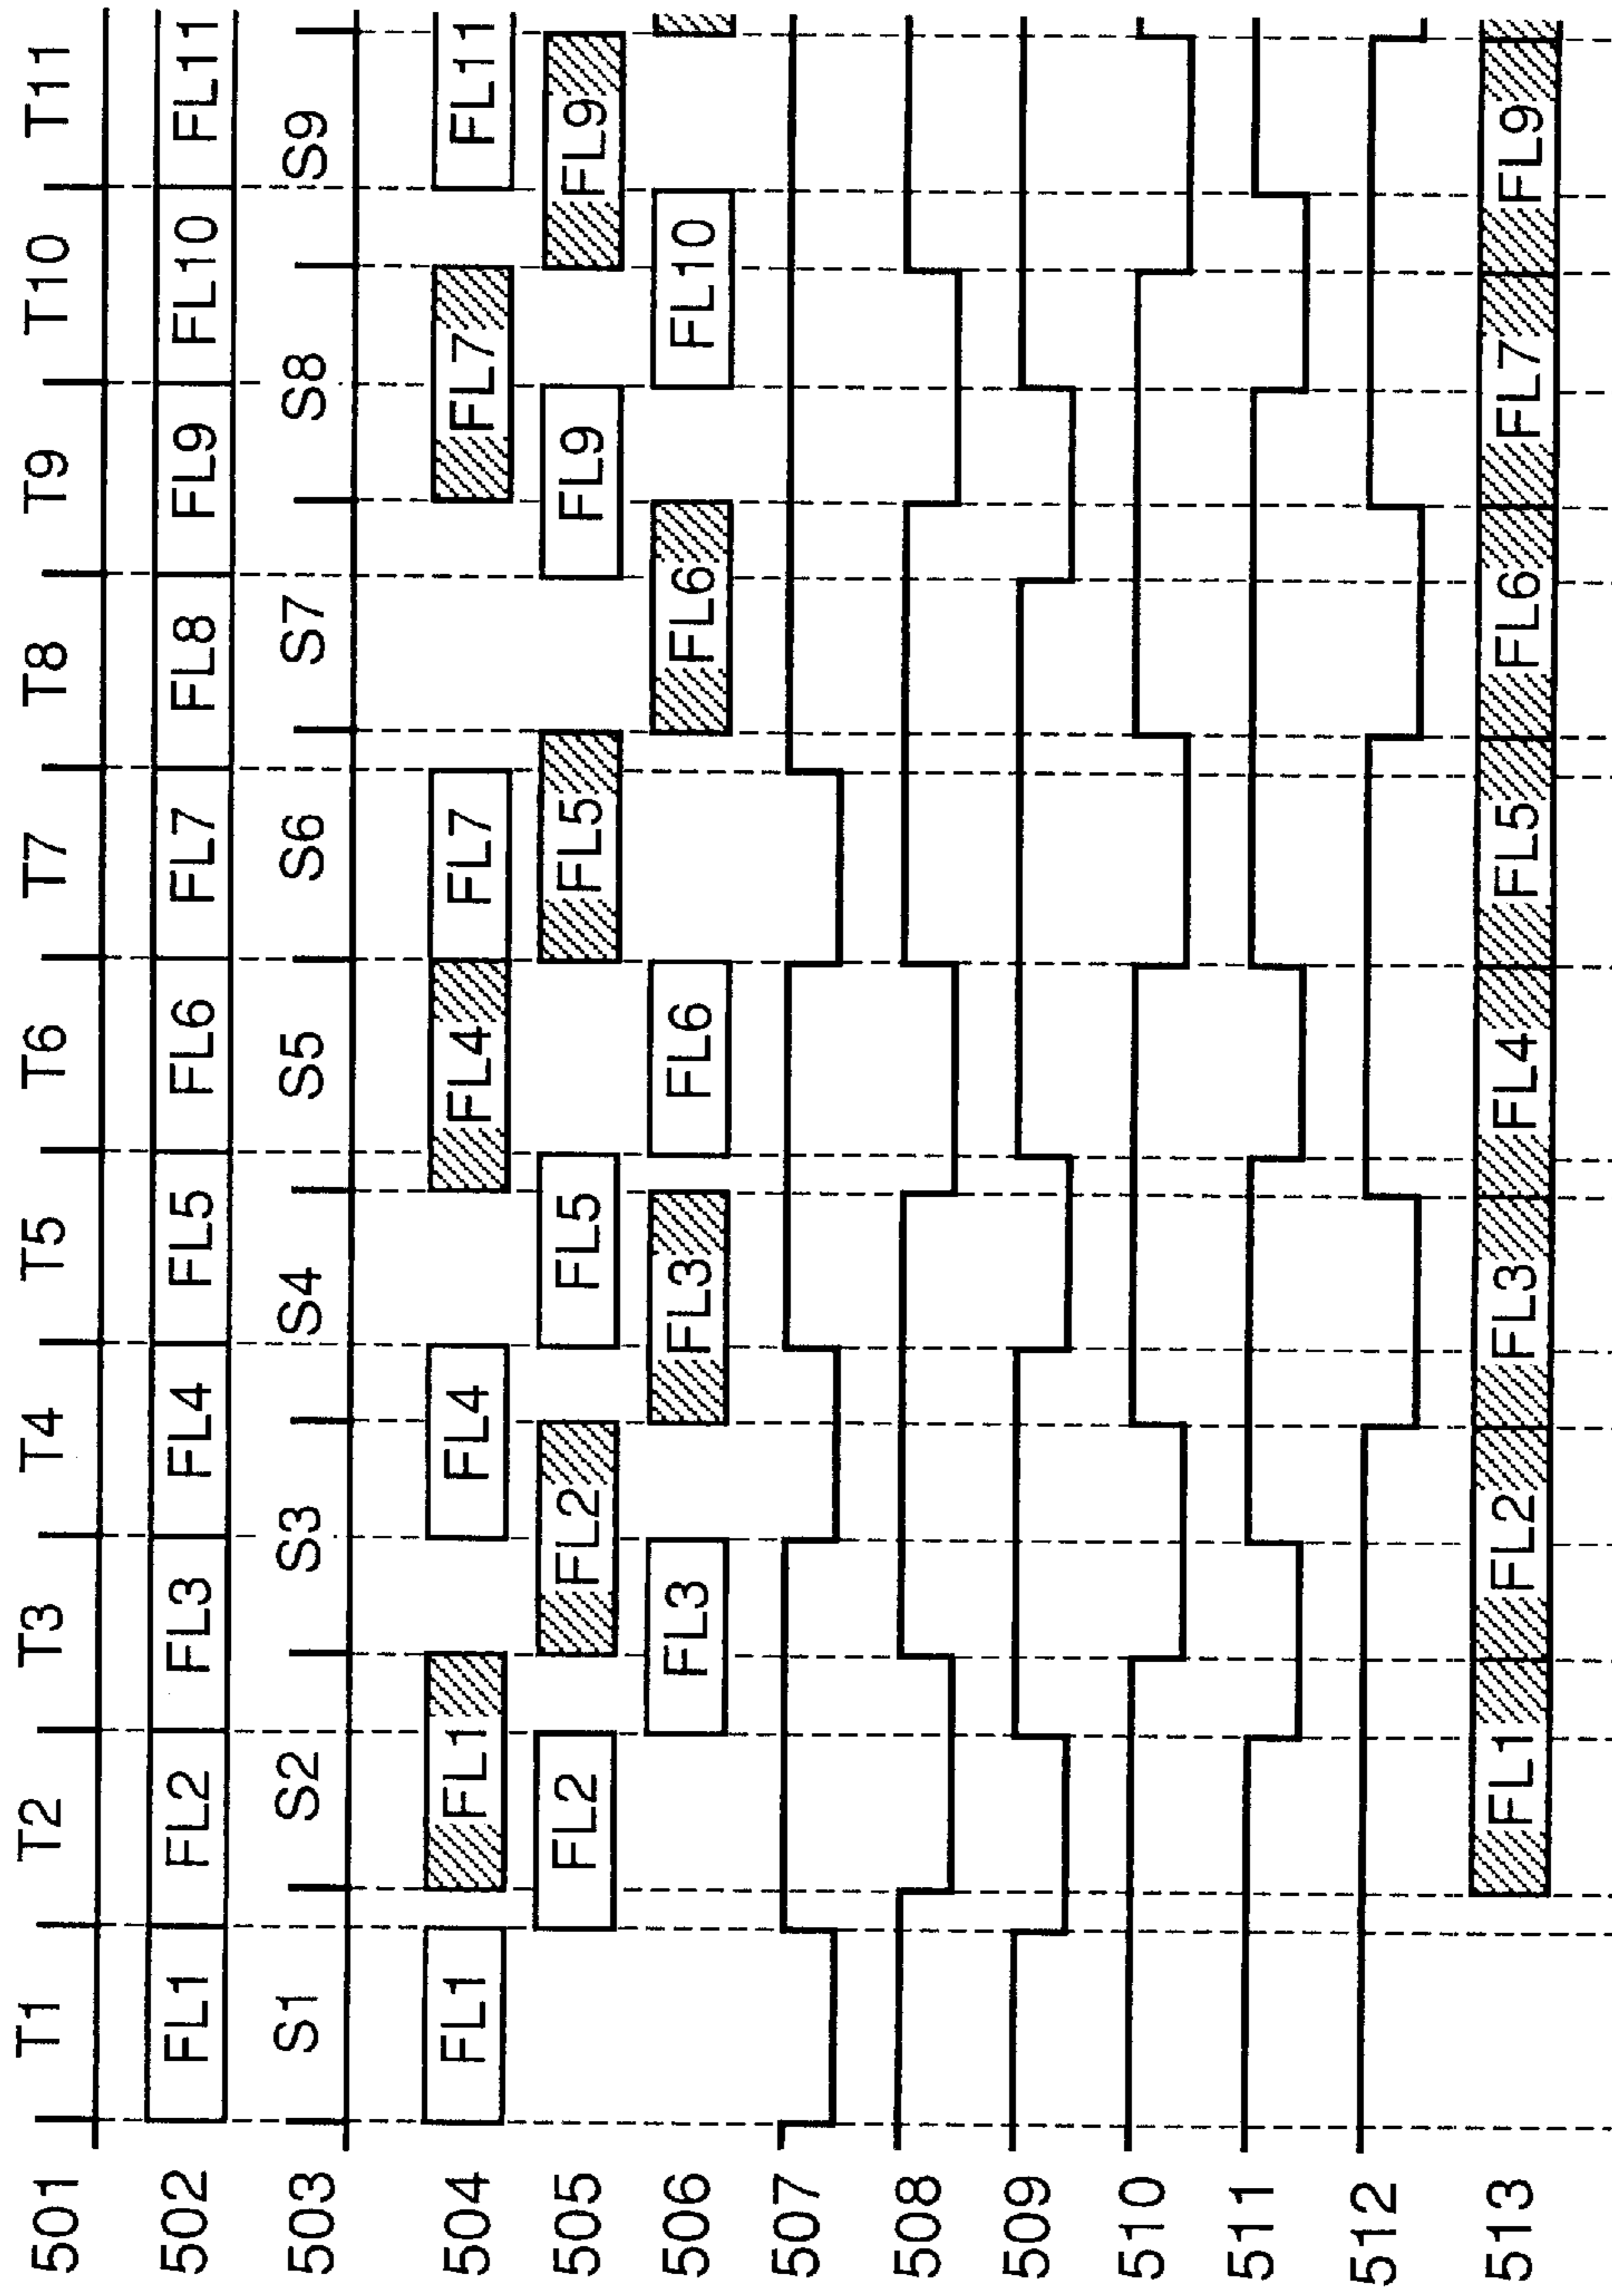 501 T1 T2 T3 T4 T5 T6 T7 T8 T9 T10 T11
502 FL1 FL2 FL3 FL4 FL5 FL6 FL7 FL8 FL9 FL10 FL11
503 S1 S2 S3 S4 S5 S6 S7 S8 S9
504 FL1 FL1 FL4 FL4 FL7 FL7 FL11
505 FL2 FL2 FL5 FL5 FL9 FL9
506 FL3 FL3 FL6 FL6 FL10
507
508
509
510
511
512
513 FL1 FL2 FL3 FL4 FL5 FL6 FL7 FL9